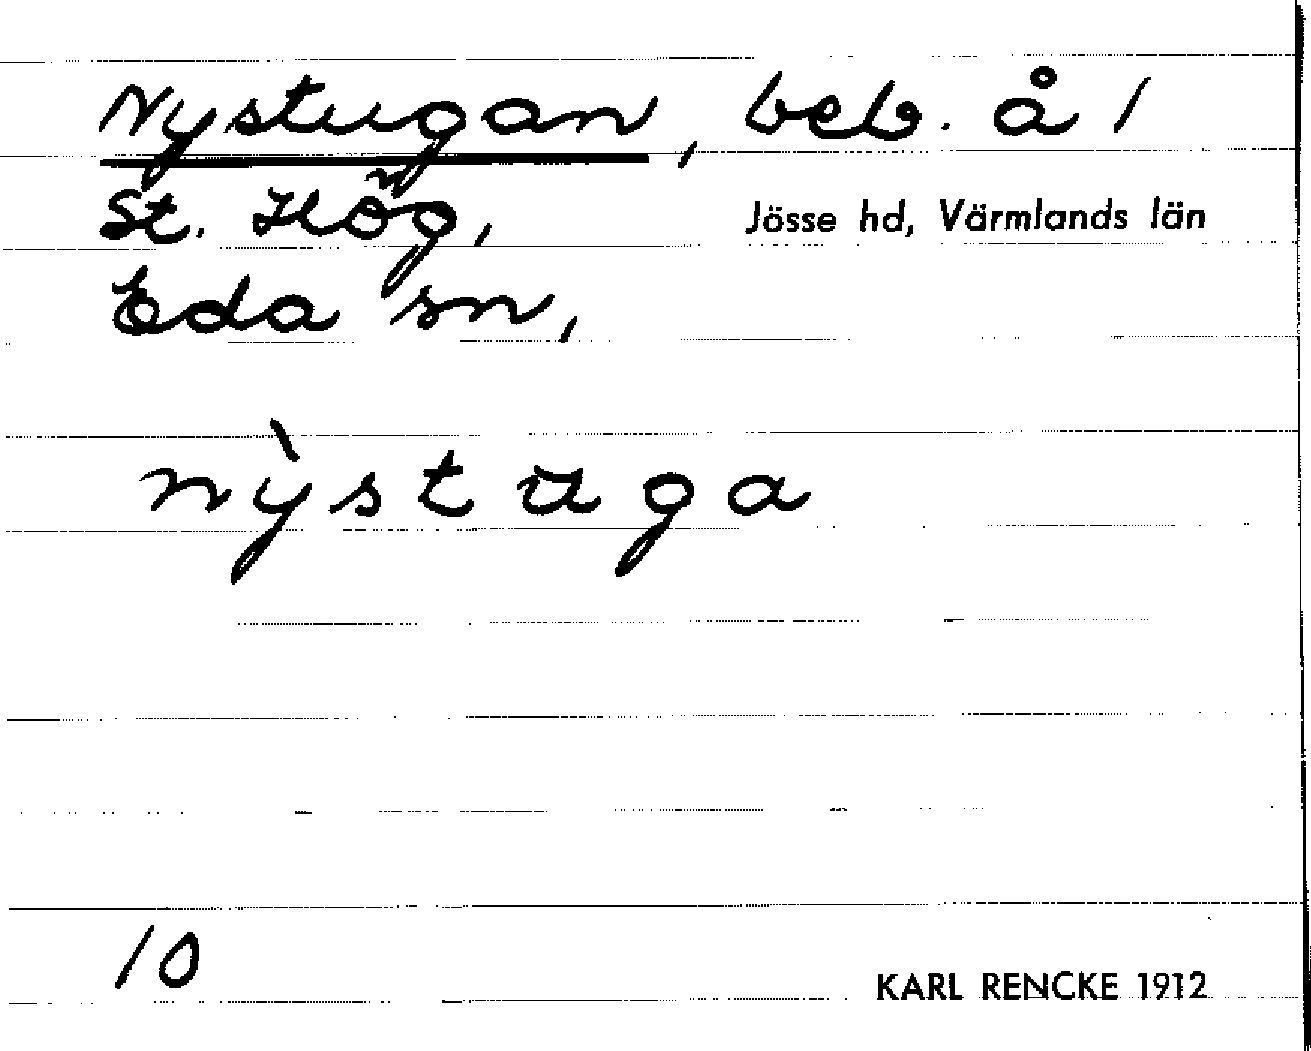 Nystugan, beb. å 1
St. Hög, Jösse hd, Värmlands län
Eda sn,
nỳstuga
10
KARL RENCKE 1912